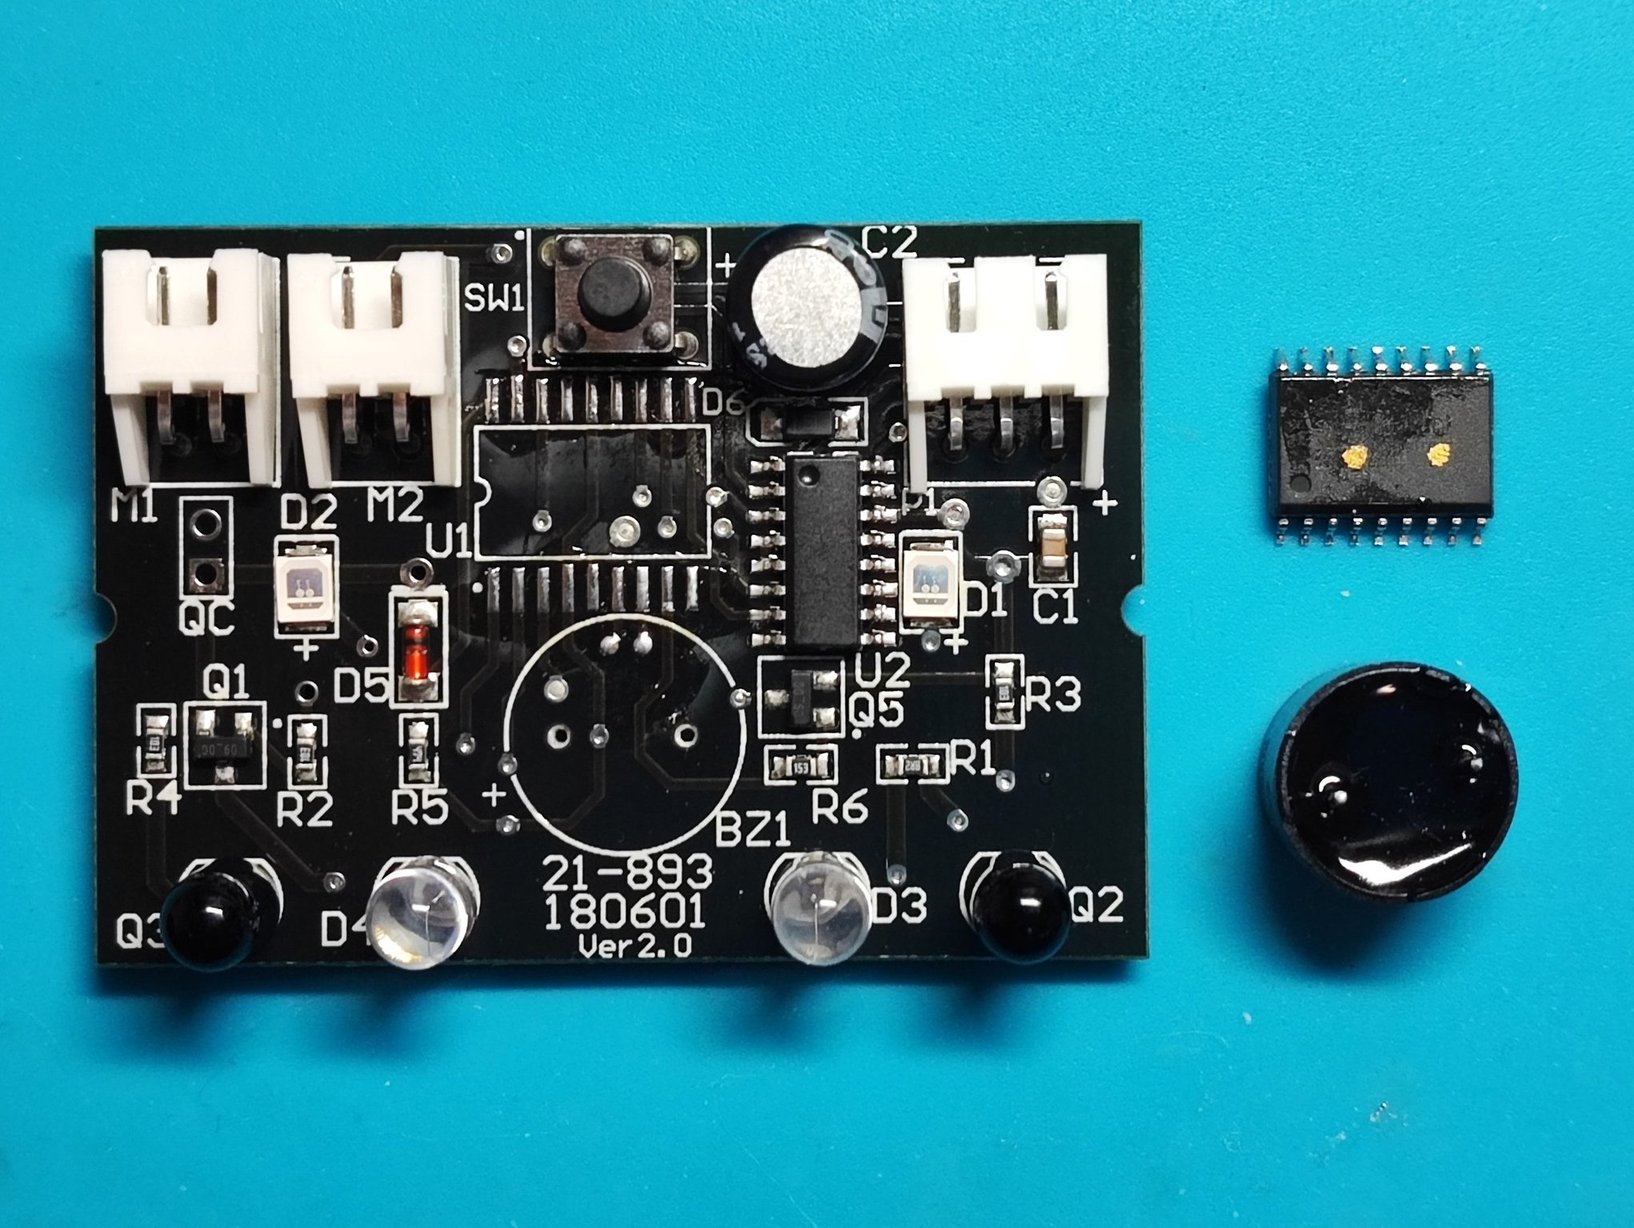 C2
SW1
+
D6
M1
M2
+
D2
U1
QC
D1
C1
+
+
D5
Q1
U2
Q5
R3
R4
R2
R5
153
R1
+
R6
BZ1
21-893
180601
Ver2.0
Q3
D4
D3
Q2